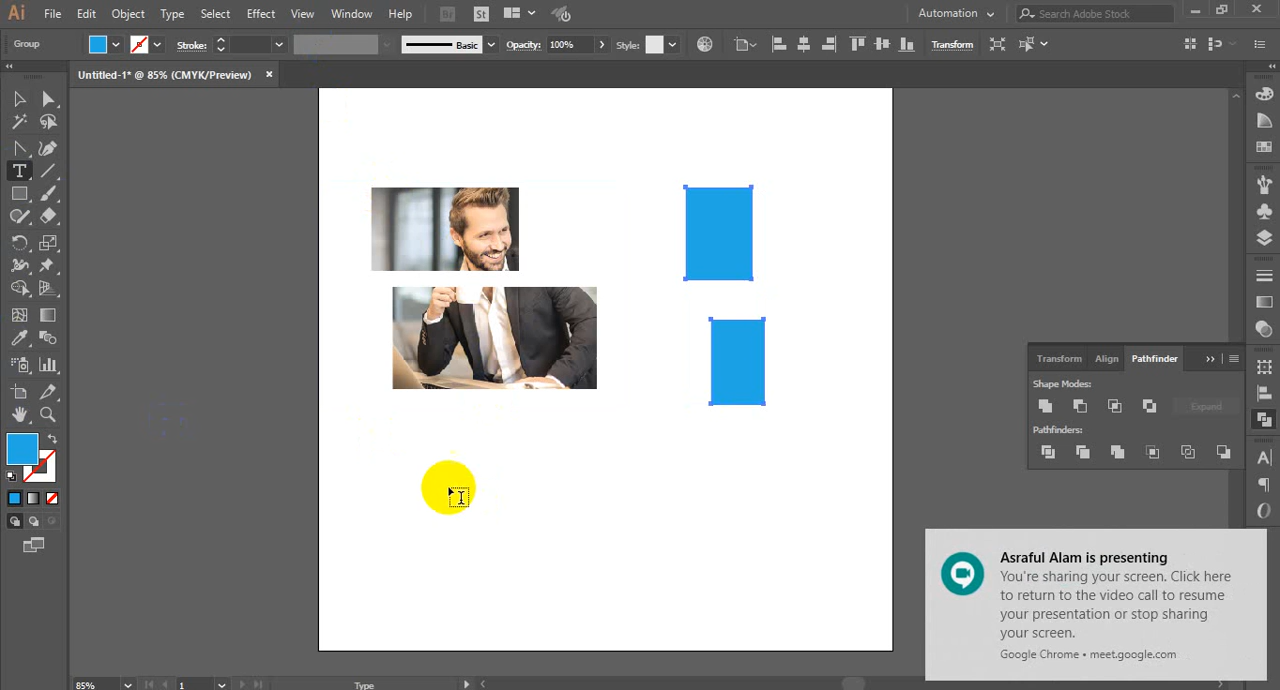 Ai File Edit Object Type Select Effect View Window Help Br St Automation Search Adobe Stock
Group Stroke: Basic Opacity: 100% Style: Transform
Untitled-1* @ 85% (CMYK/Preview)
Transform Align Pathfinder
Shape Modes:
Expand
Pathfinders:
Asraful Alam is presenting
You're sharing your screen. Click here
to return to the video call to resume
your presentation or stop sharing
your screen.
Google Chrome • meet.google.com
85% 1 Type